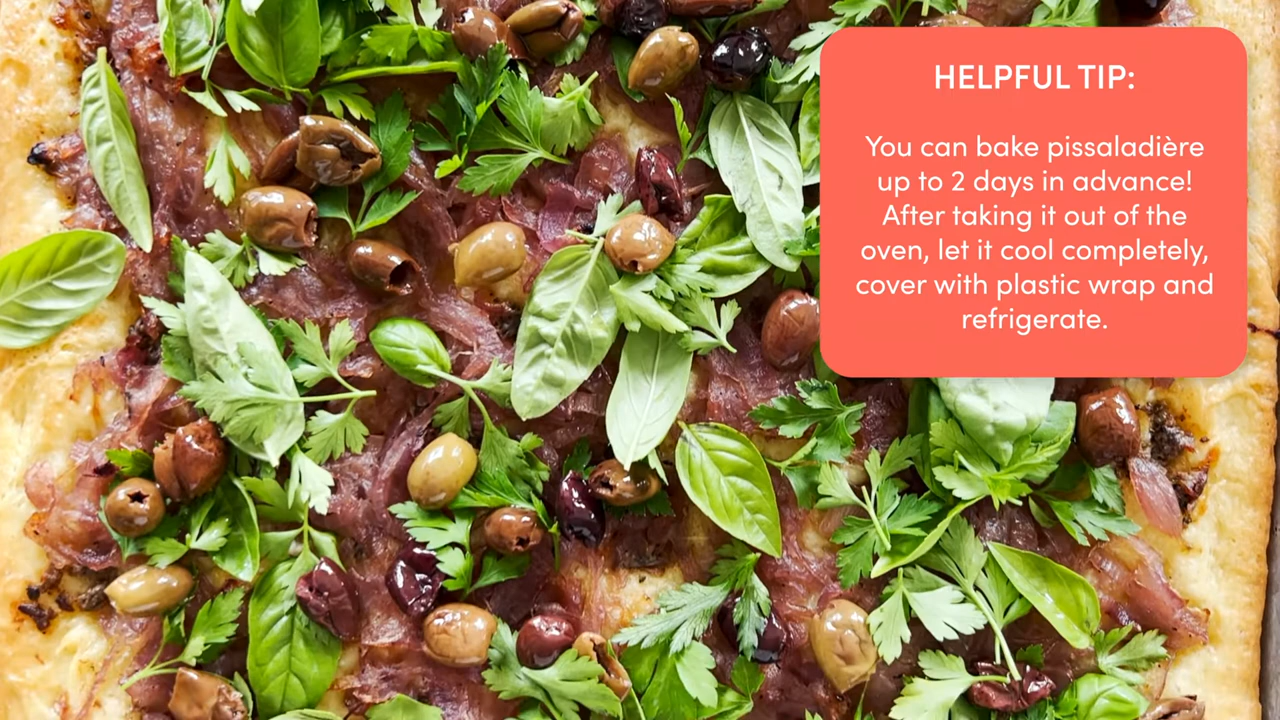 HELPFUL TIP:
You can bake pissaladière
up to 2 days in advance!
After taking it out of the
oven, let it cool completely,
cover with plastic wrap and
refrigerate.